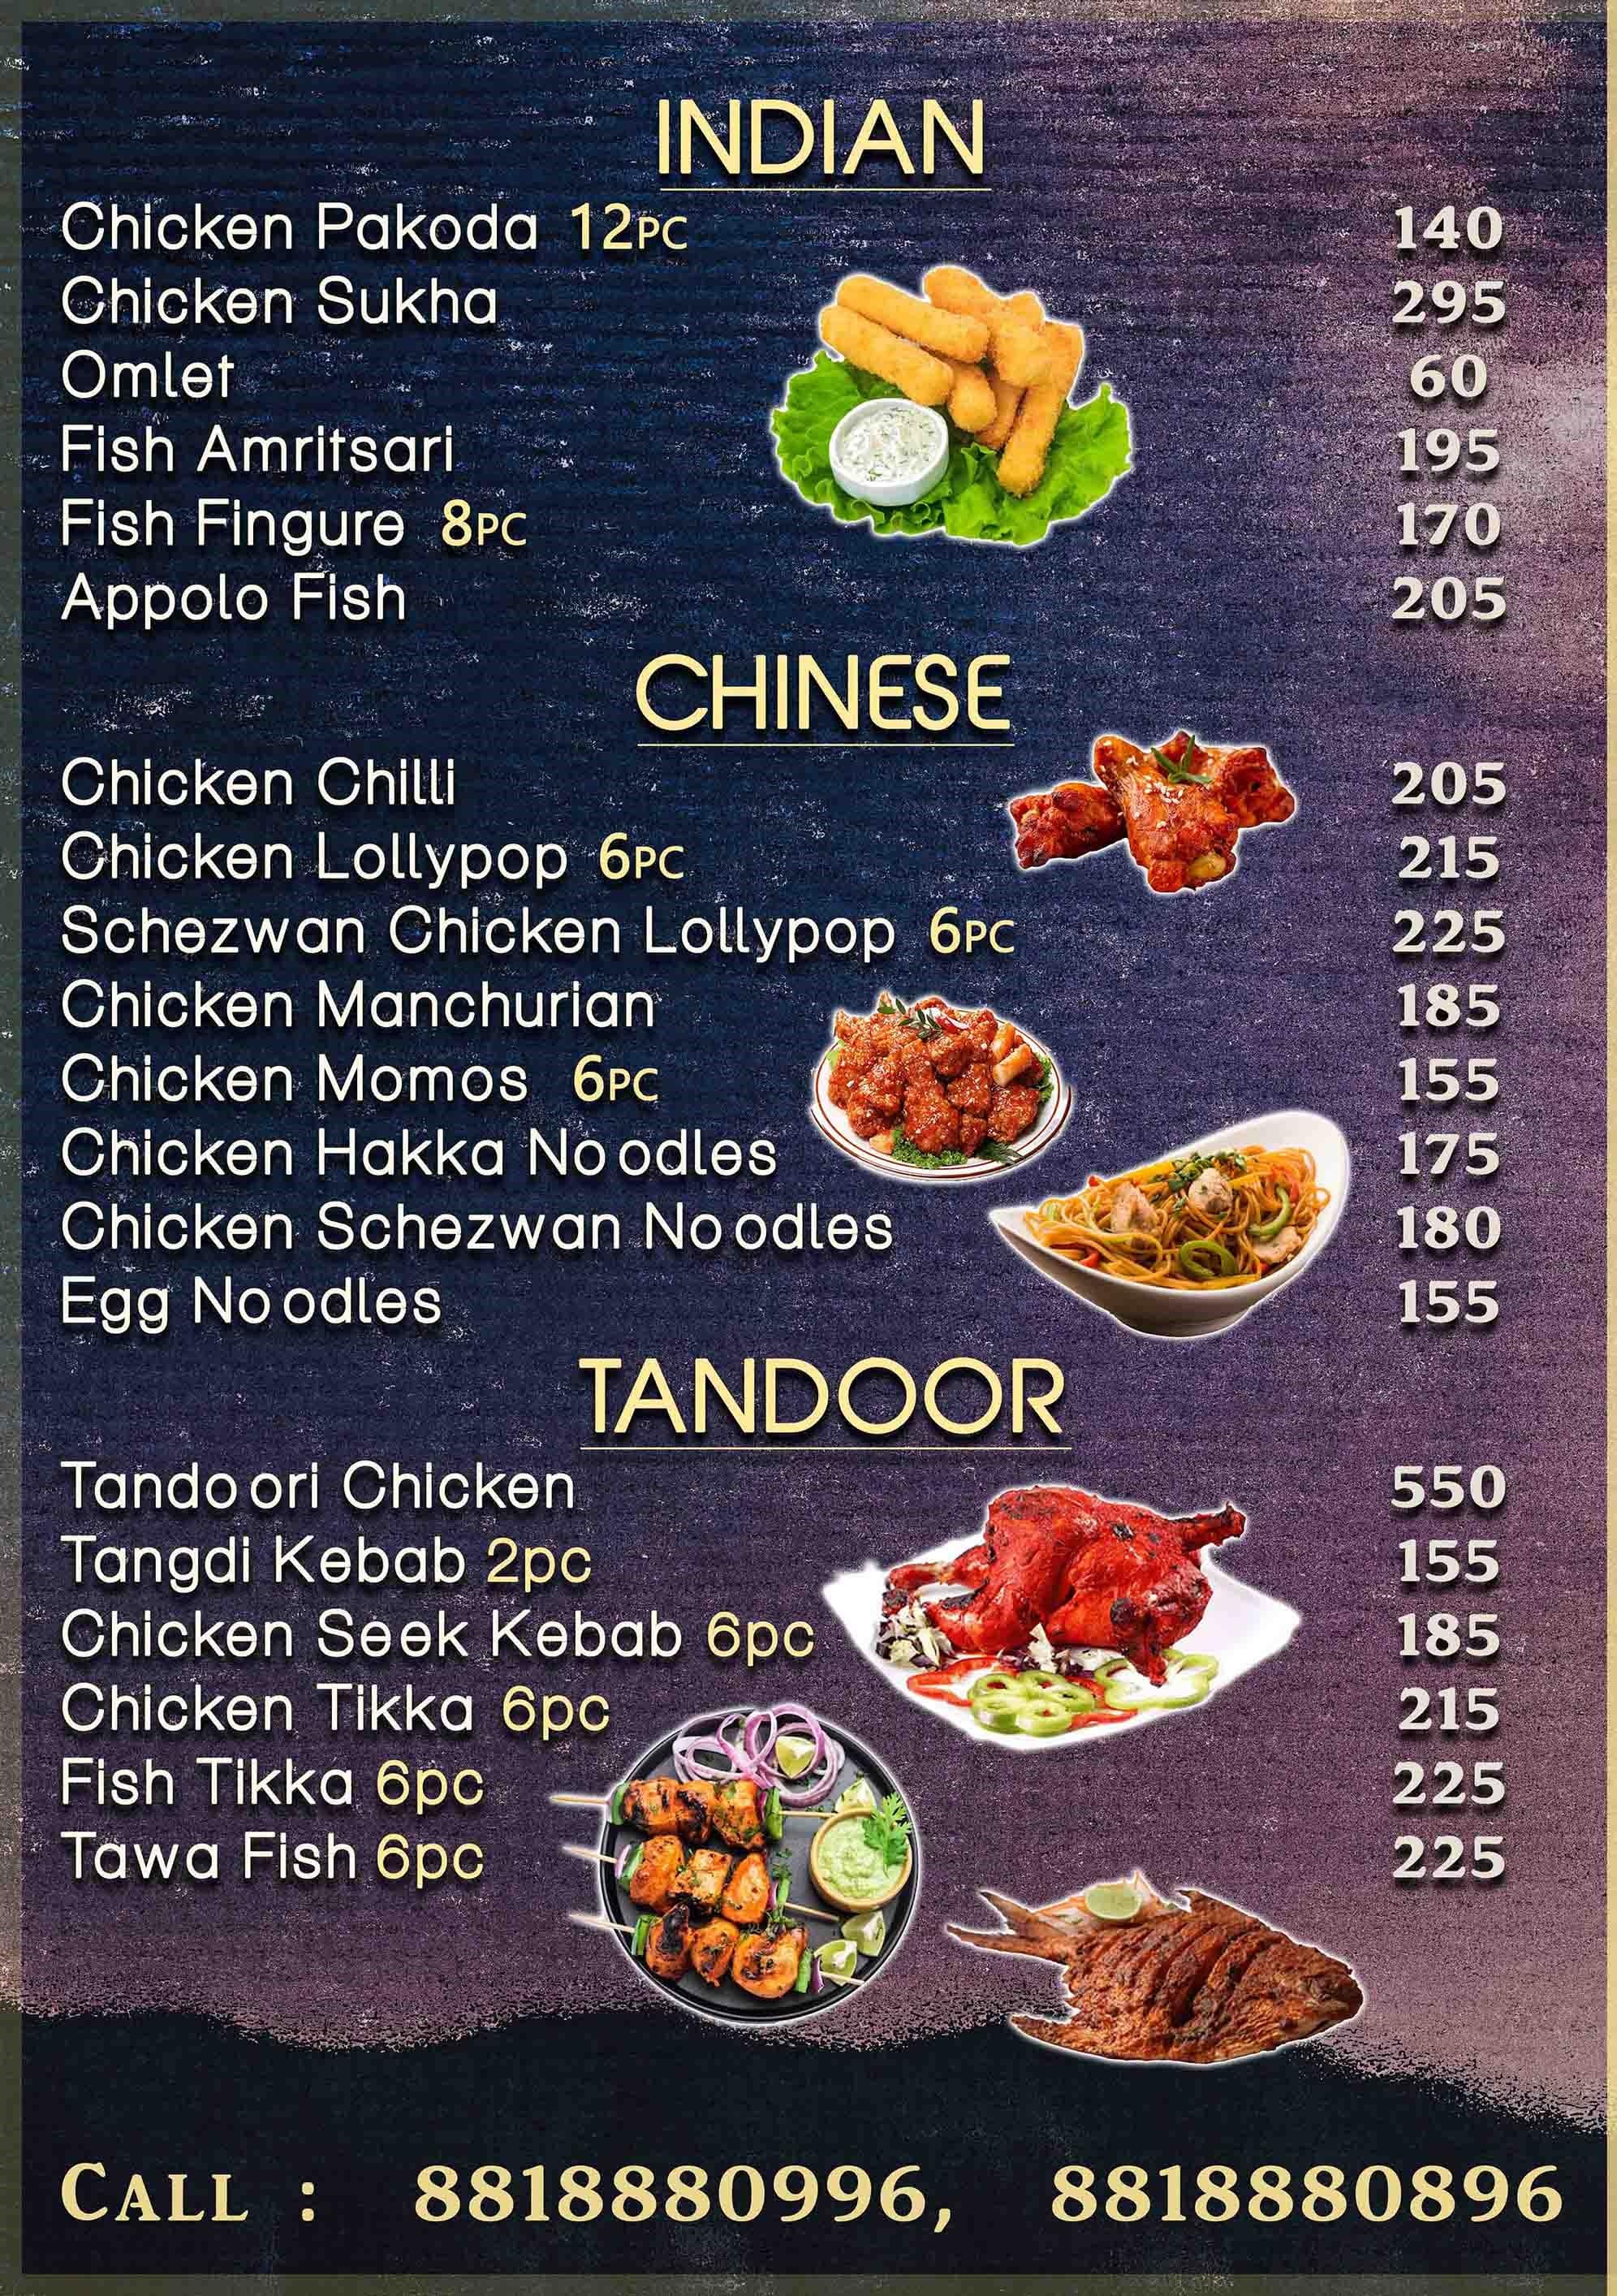 INDIAN
Chicken Pakoda 12PC 140
Chicken Sukha 295
Omlet 60
Fish Amritsari 195
Fish Fingure 8PC 170
Appolo Fish 205
CHINESE
Chicken Chilli 205
Chicken Lollypop 6PC 215
Schezwan Chicken Lollypop 6PC 225
Chicken Manchurian 185
Chicken Momos 6PC 155
Chicken Hakka Noodles 175
Chicken Schezwan Noodles 180
Egg Noodles 155
TANDOOR
Tandoori Chicken 550
Tangdi Kebab 2pc 155
Chicken Seek Kebab 6pc 185
Chicken Tikka 6pc 215
Fish Tikka 6pc 225
Tawa Fish 6pc 225
CALL : 8818880996, 8818880896